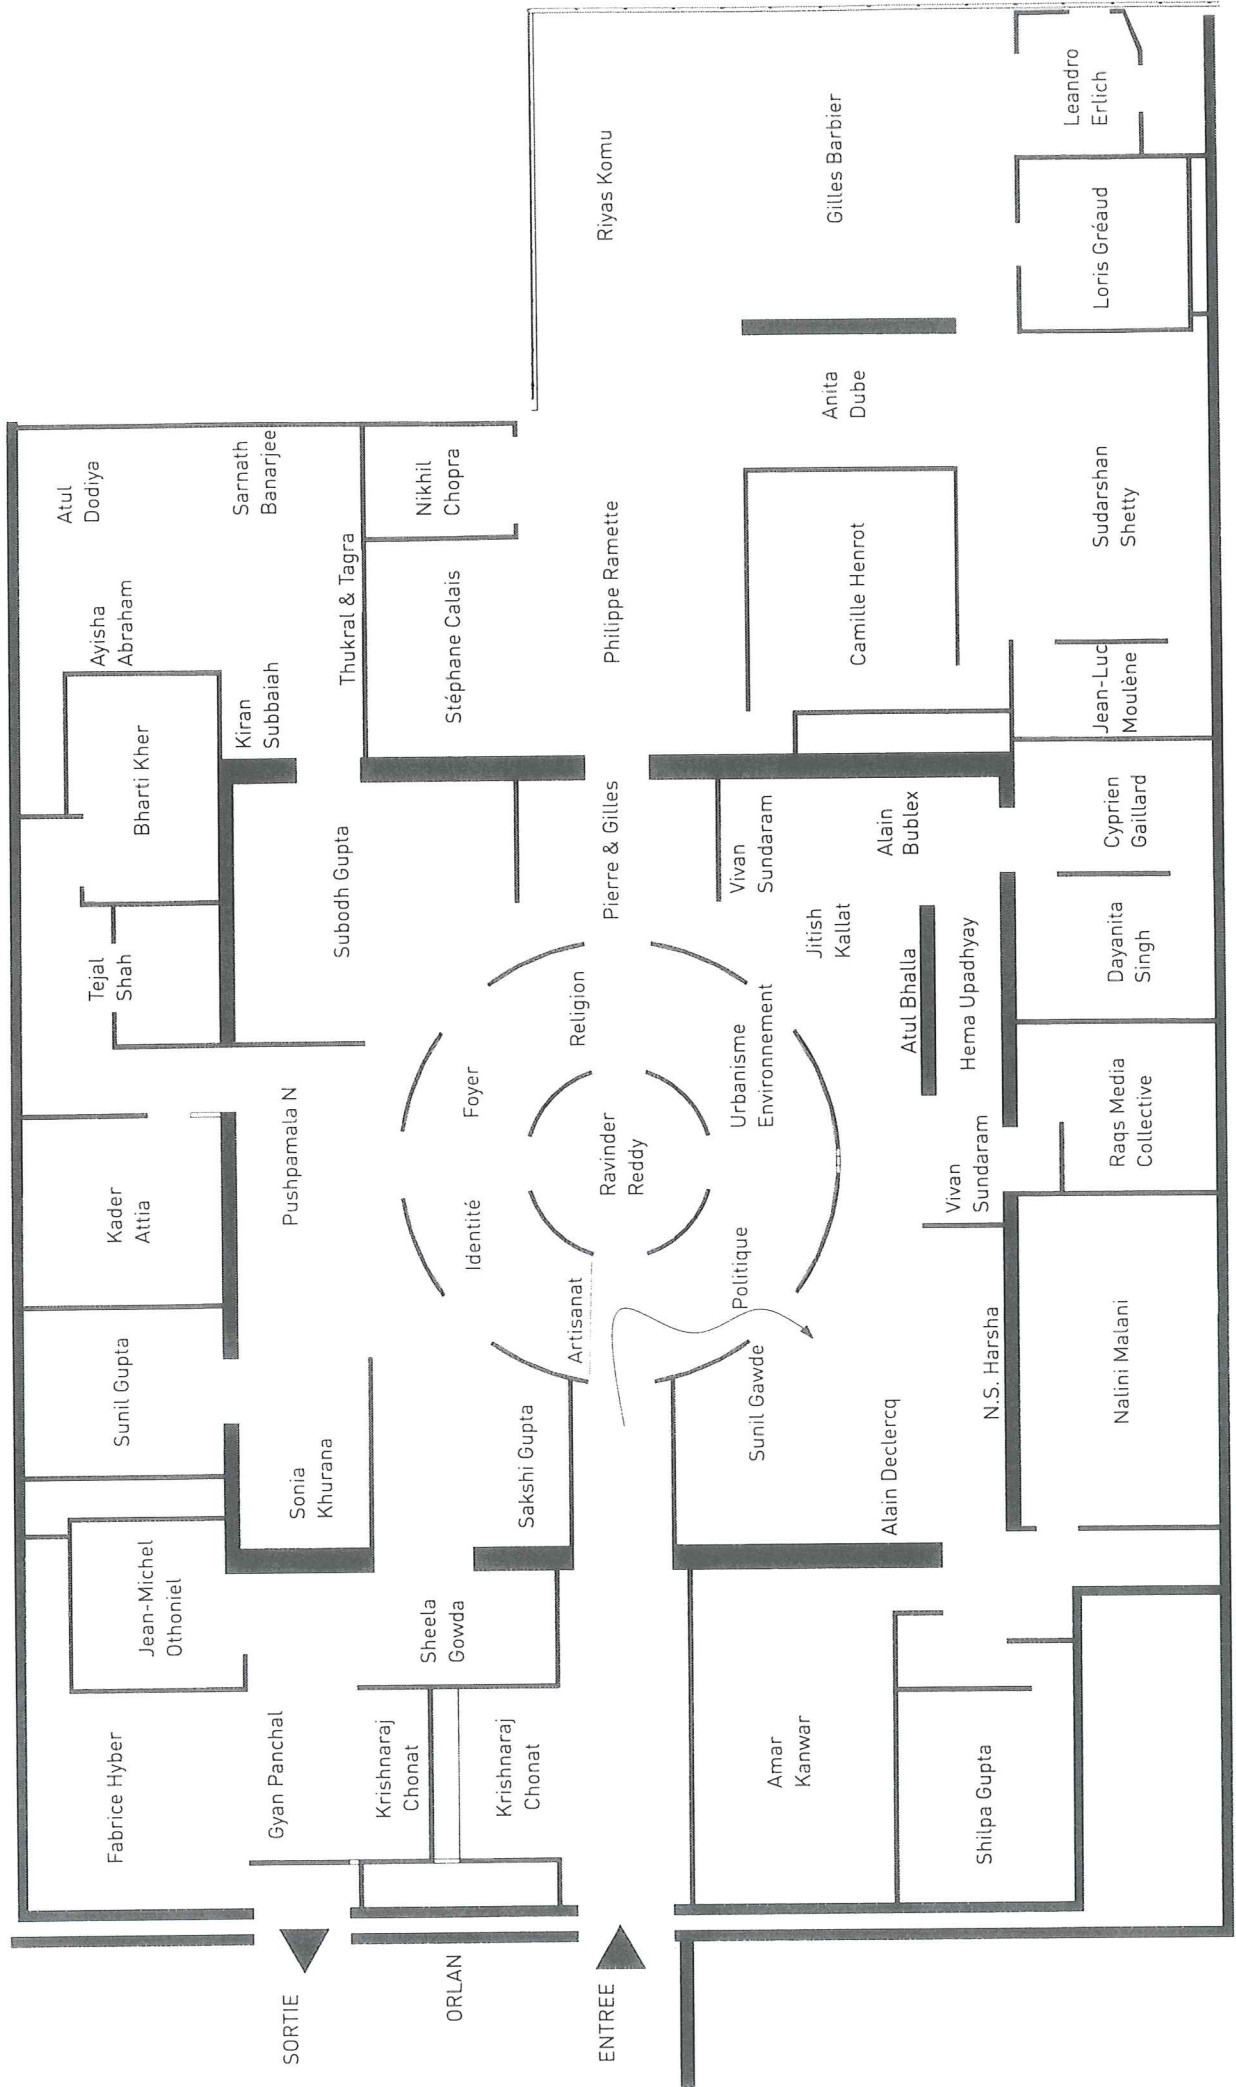 Atul
Dodiya
Ayisha
Abraham
Tejal
Shah
Kader
Attia
Sunil Gupta
Fabrice Hyber
Bharti Kher
Jean-Michel
Othoniel
Sarnath
Banarjee
Kiran
Subbaiah
Gyan Panchal
Sonia
Khurana
Pushpamala N
SORTIE
Thukral & Tagra
Subodh Gupta
Krishnaraj
Chonat
Nikhil
Chopra
Sheela
Gowda
Stéphane Calais
ORLAN
Foyer
Identité
Krishnaraj
Chonat
Sakshi Gupta
Religion
Artisanat
Riyas Komu
Philippe Ramette
Pierre & Gilles
Ravinder
Reddy
ENTREE
Urbanisme
Environnement
Politique
Vivan
Sundaram
Sunil Gawde
Amar
Kanwar
Jitish
Kallat
Gilles Barbier
Anita
Dube
Camille Henrot
Alain
Bublex
Alain Declercq
Atul Bhalla
Hema Upadhyay
Vivan
Sundaram
N.S. Harsha
Shilpa Gupta
Leandro
Erlich
Loris Gréaud
Sudarshan
Shetty
Jean-Luc
Moulène
Cyprien
Gaillard
Dayanita
Singh
Raqs Media
Collective
Nalini Malani